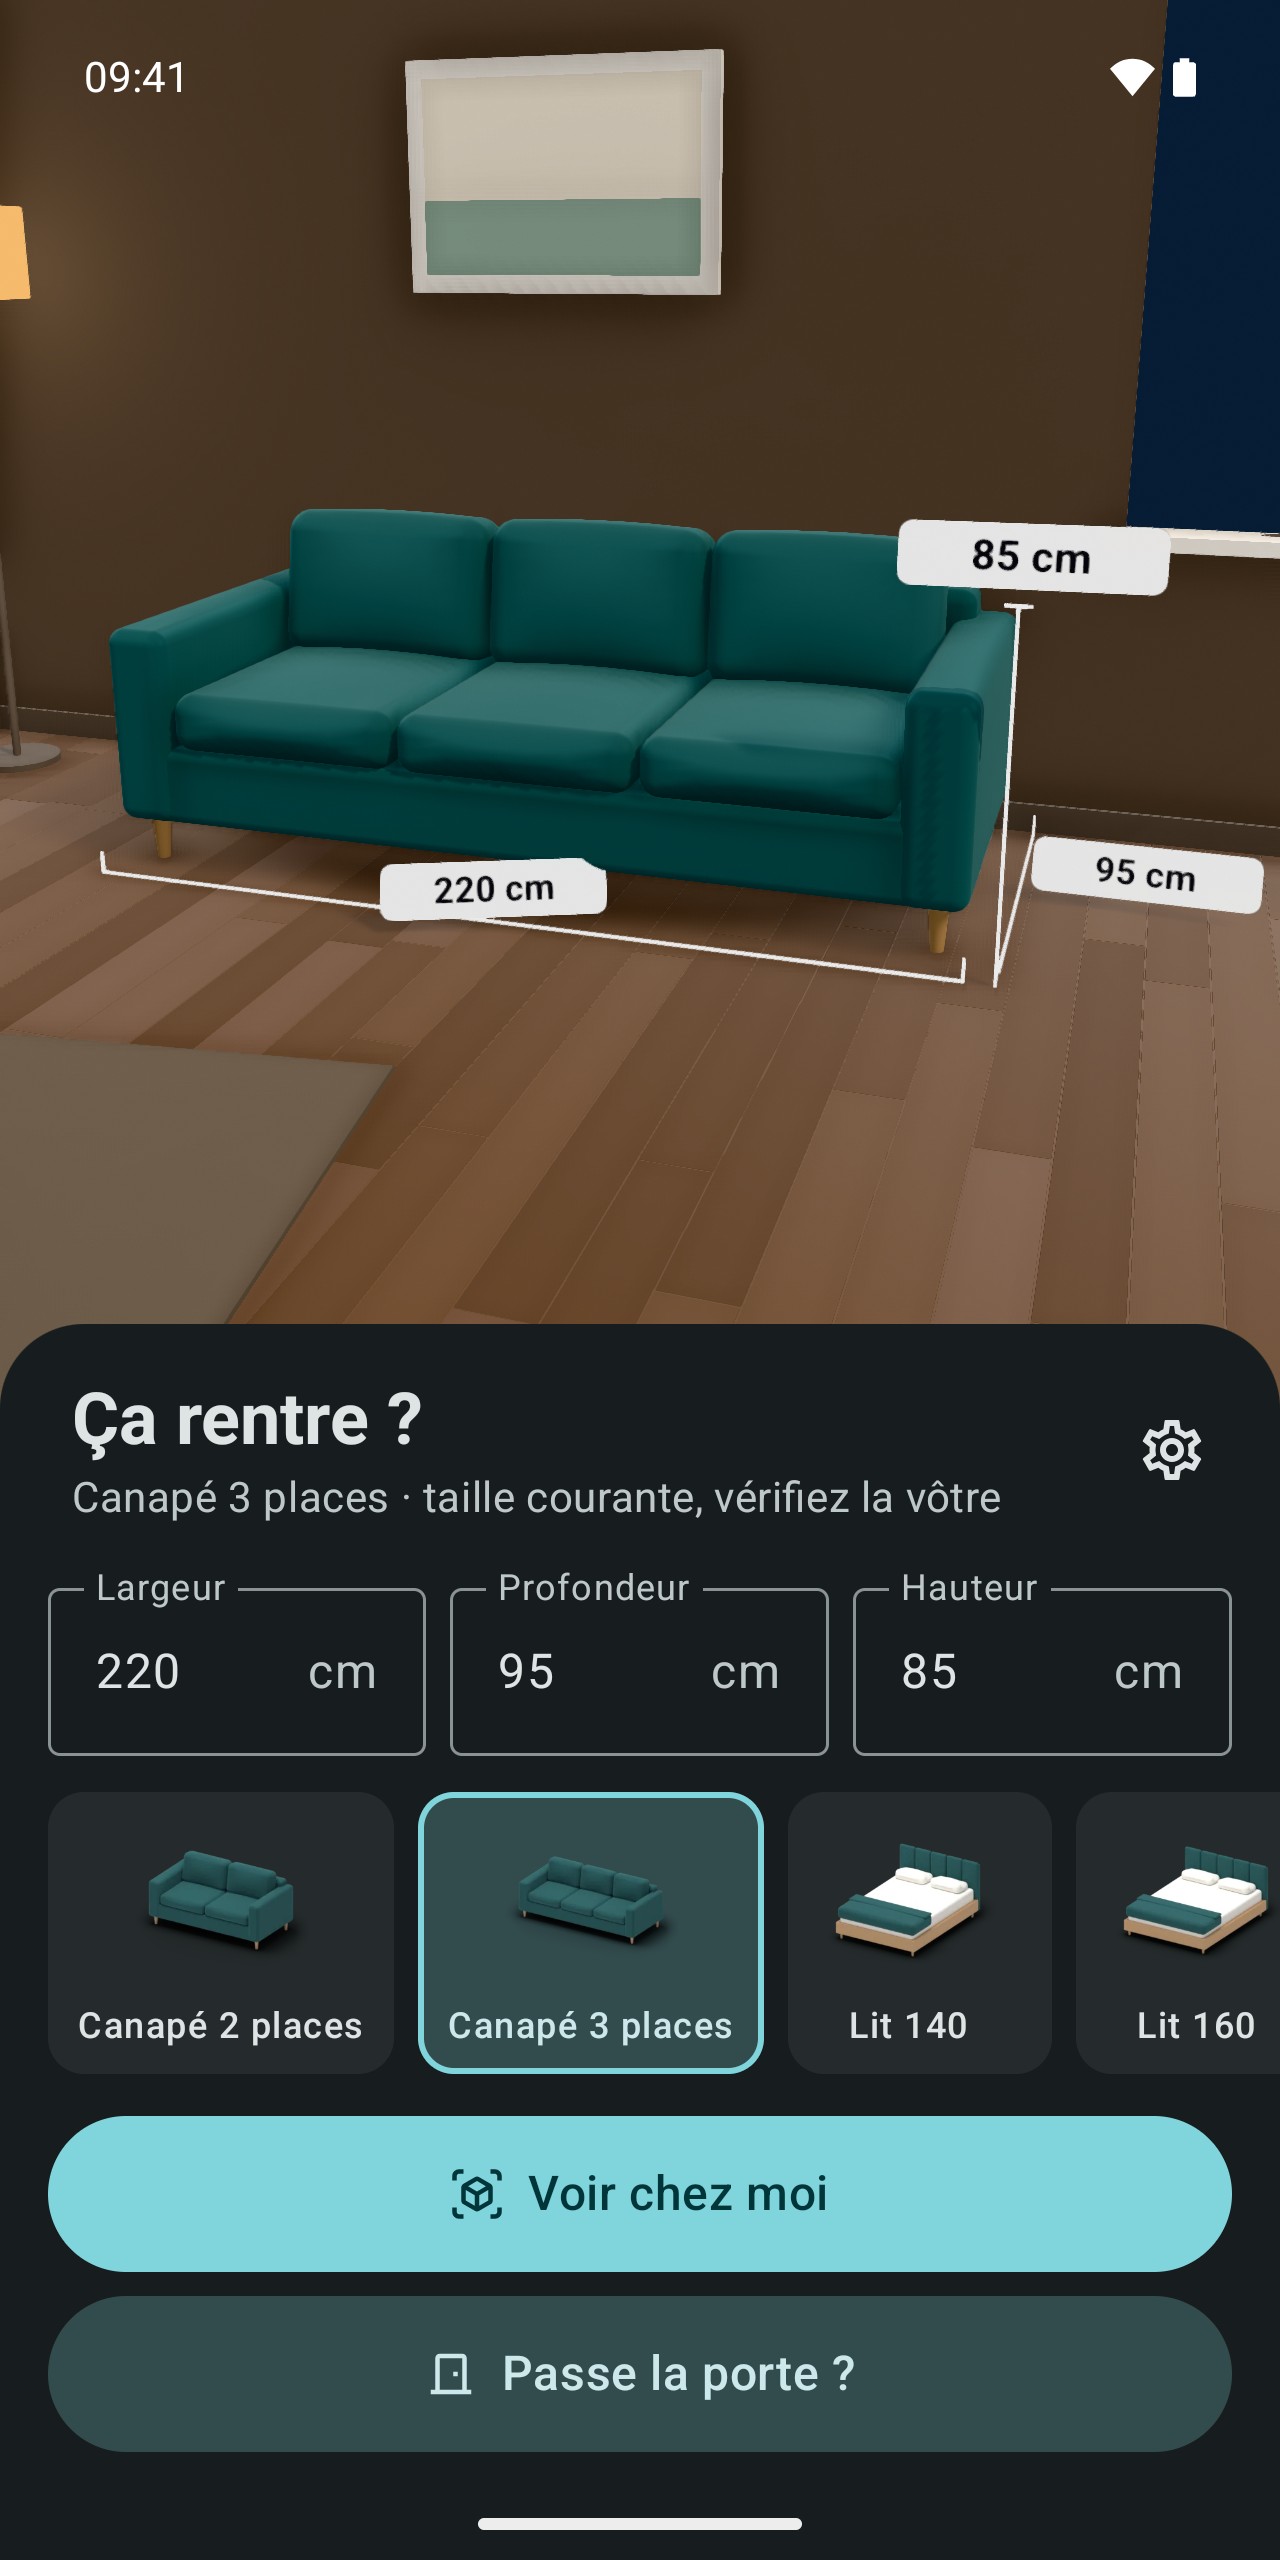 09:41
85 cm
95 cm
220 cm
Ça rentre ?
Canapé 3 places · taille courante, vérifiez la vôtre
Largeur
Profondeur
Hauteur
220 cm
95 cm
85 cm
Canapé 2 places
Canapé 3 places
Lit 140
Lit 160
Voir chez moi
Passe la porte ?